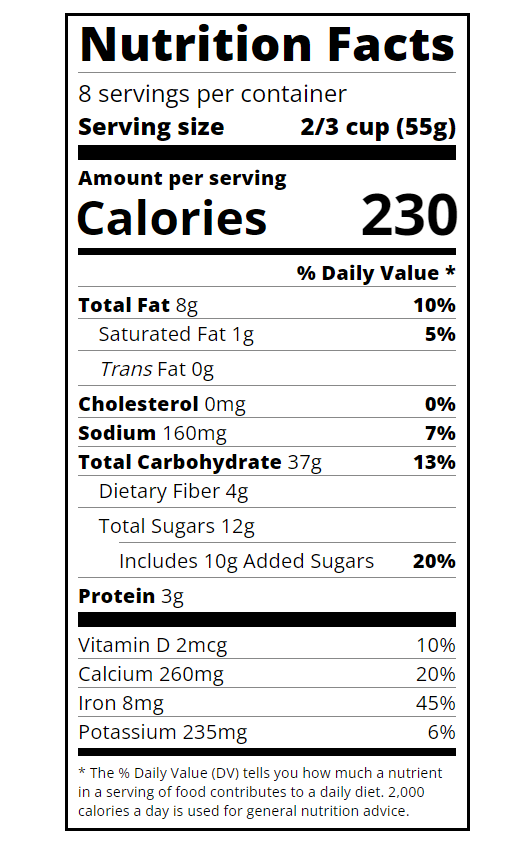 Nutrition Facts
8 servings per container
Serving size 2/3 cup (55g)
Amount per serving
Calories 230
% Daily Value *
Total Fat 8g 10%
Saturated Fat 1g 5%
Trans Fat 0g
Cholesterol 0mg 0%
Sodium 160mg 7%
Total Carbohydrate 37g 13%
Dietary Fiber 4g
Total Sugars 12g
Includes 10g Added Sugars 20%
Protein 3g
Vitamin D 2mcg 10%
Calcium 260mg 20%
Iron 8mg 45%
Potassium 235mg 6%
* The % Daily Value (DV) tells you how much a nutrient
in a serving of food contributes to a daily diet. 2,000
calories a day is used for general nutrition advice.